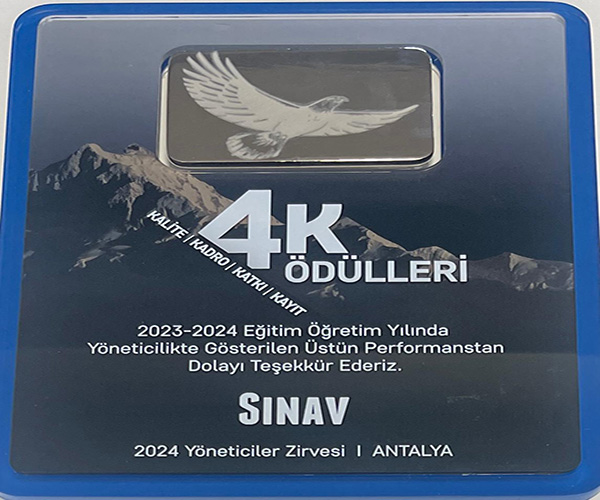 4K
ÖDÜLLERİ
KALİTE | KADRO | KATKI | KAYIT
2023-2024 Eğitim Öğretim Yılında
Yöneticilikte Gösterilen Üstün Performanstan
Dolayı Teşekkür Ederiz.
SINAV
2024 Yöneticiler Zirvesi I ANTALYA